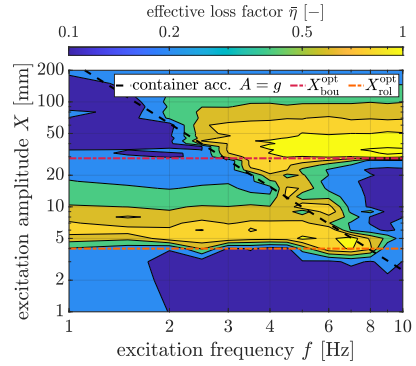 effective loss factor η̄ [−]
0.1 0.2 0.5 1
container acc. A = g X_bou^opt X_rol^opt
200
100
50
20
10
5
2
1
excitation amplitude X [mm]
1 2 3 4 6 8 10
excitation frequency f [Hz]